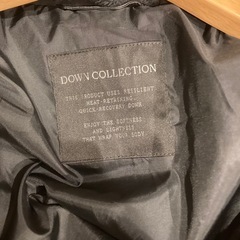 DOWN COLLECTION
THIS PRODUCT USES RESILIENT
HEAT-RETAINING,
QUICK RECOVERY DOWN.
ENJOY THE SOFTNESS
AND LIGHTNESS
THAT WRAP YOUR BODY